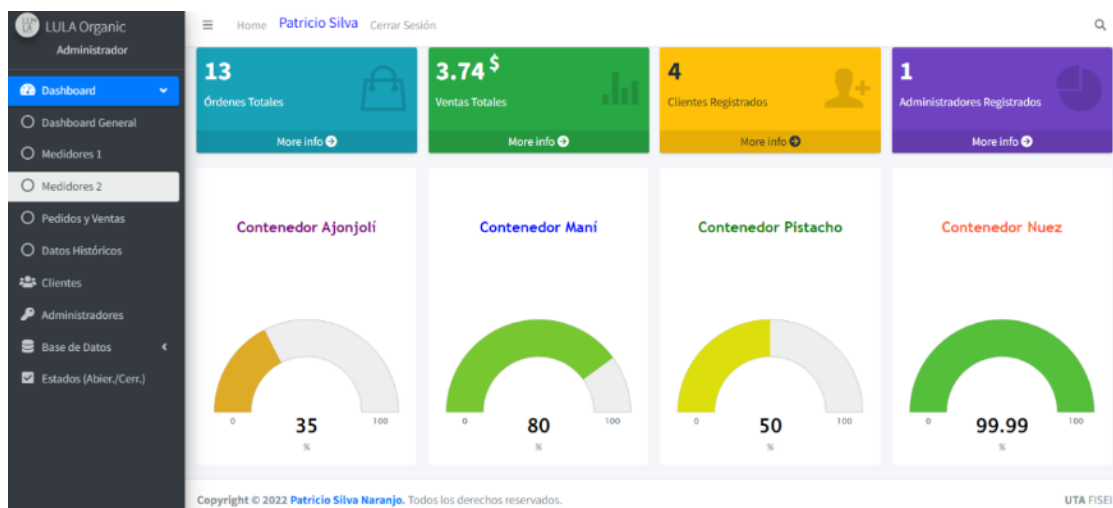 LULA Organic
Administrador
Dashboard
Dashboard General
Medidores 1
Medidores 2
Pedidos y Ventas
Datos Históricos
Clientes
Administradores
Base de Datos
Estados (Abier./Cerr.)
Home Patricio Silva Cerrar Sesión
13
Órdenes Totales
More info
3.74 $
Ventas Totales
More info
4
Clientes Registrados
More info
1
Administradores Registrados
More info
Contenedor Ajonjolí
0 35 100
%
Contenedor Maní
0 80 100
%
Contenedor Pistacho
0 50 100
%
Contenedor Nuez
0 99.99 100
%
Copyright © 2022 Patricio Silva Naranjo. Todos los derechos reservados.
UTA FISEI